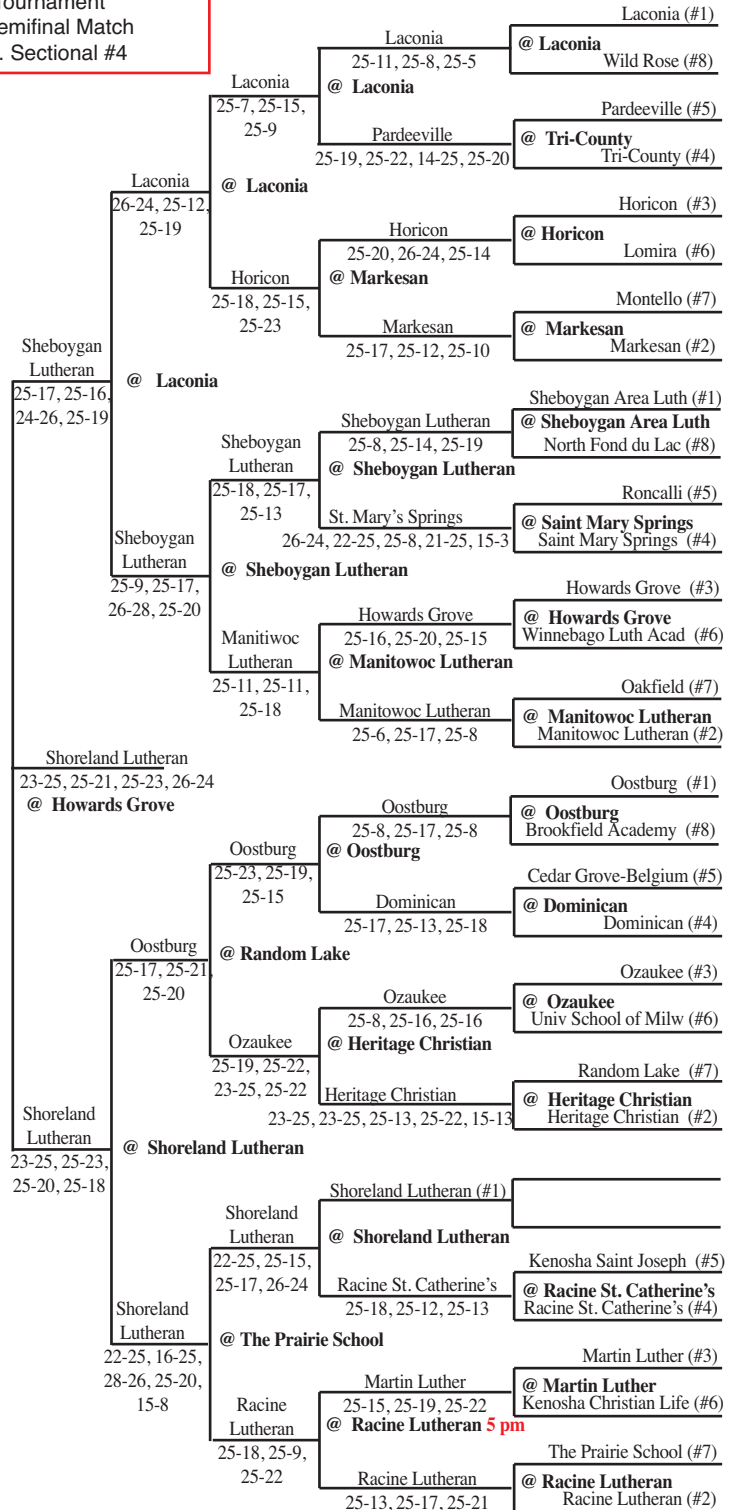 Tournament
emifinal Match
. Sectional #4
Laconia (#1)
@ Laconia
Wild Rose (#8)
Laconia
25-11, 25-8, 25-5
@ Laconia
Laconia
25-7, 25-15,
25-9
Pardeeville (#5)
@ Tri-County
Tri-County (#4)
Pardeeville
25-19, 25-22, 14-25, 25-20
@ Laconia
Laconia
26-24, 25-12,
25-19
Horicon (#3)
@ Horicon
Lomira (#6)
Horicon
25-20, 26-24, 25-14
@ Markesan
Horicon
25-18, 25-15,
25-23
Montello (#7)
@ Markesan
Markesan (#2)
Markesan
25-17, 25-12, 25-10
Sheboygan
Lutheran
25-17, 25-16,
24-26, 25-19
@ Laconia
Sheboygan Area Luth (#1)
@ Sheboygan Area Luth
North Fond du Lac (#8)
Sheboygan Lutheran
25-8, 25-14, 25-19
@ Sheboygan Lutheran
Sheboygan
Lutheran
25-18, 25-17,
25-13
Roncalli (#5)
@ Saint Mary Springs
Saint Mary Springs (#4)
St. Mary's Springs
26-24, 22-25, 25-8, 21-25, 15-3
Sheboygan
Lutheran
25-9, 25-17,
26-28, 25-20
@ Sheboygan Lutheran
Howards Grove (#3)
@ Howards Grove
Winnebago Luth Acad (#6)
Howards Grove
25-16, 25-20, 25-15
@ Manitowoc Lutheran
Manitiwoc
Lutheran
25-11, 25-11,
25-18
Oakfield (#7)
@ Manitowoc Lutheran
Manitowoc Lutheran (#2)
Manitowoc Lutheran
25-6, 25-17, 25-8
Shoreland Lutheran
23-25, 25-21, 25-23, 26-24
@ Howards Grove
Oostburg (#1)
@ Oostburg
Brookfield Academy (#8)
Oostburg
25-8, 25-17, 25-8
@ Oostburg
Oostburg
25-23, 25-19,
25-15
Cedar Grove-Belgium (#5)
@ Dominican
Dominican (#4)
Dominican
25-17, 25-13, 25-18
Oostburg
25-17, 25-21,
25-20
@ Random Lake
Ozaukee (#3)
@ Ozaukee
Univ School of Milw (#6)
Ozaukee
25-8, 25-16, 25-16
@ Heritage Christian
Ozaukee
25-19, 25-22,
23-25, 25-22
Random Lake (#7)
@ Heritage Christian
Heritage Christian (#2)
Heritage Christian
23-25, 23-25, 25-13, 25-22, 15-13
Shoreland
Lutheran
23-25, 25-23,
25-20, 25-18
@ Shoreland Lutheran
Shoreland Lutheran (#1)
@ Shoreland Lutheran
Shoreland
Lutheran
22-25, 25-15,
25-17, 26-24
Kenosha Saint Joseph (#5)
@ Racine St. Catherine's
Racine St. Catherine's (#4)
Racine St. Catherine's
25-18, 25-12, 25-13
Shoreland
Lutheran
22-25, 16-25,
28-26, 25-20,
15-8
@ The Prairie School
Martin Luther (#3)
@ Martin Luther
Kenosha Christian Life (#6)
Martin Luther
25-15, 25-19, 25-22
@ Racine Lutheran 5 pm
Racine
Lutheran
25-18, 25-9,
25-22
The Prairie School (#7)
@ Racine Lutheran
Racine Lutheran (#2)
Racine Lutheran
25-13, 25-17, 25-21